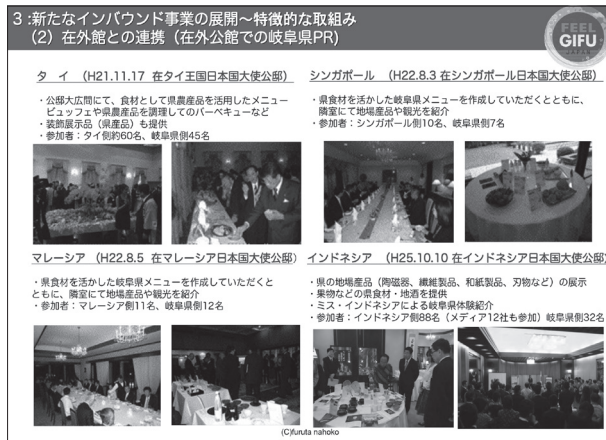 3:新たなインバウンド事業の展開～特徴的な取組み
(2)在外館との連携(在外公館での岐阜県PR)
FEEL
GIFU
JAPAN
タ イ (H21.11.17 在タイ王国日本国大使公邸)
・公邸大広間にて、食材として県農産品を活用したメニュー
ビュッフェや県農産品を調理してのバーベキューなど
・装飾展示品(県産品)も提供
・参加者:タイ側約60名、岐阜県側45名
シンガポール (H22.8.3 在シンガポール日本国大使公邸)
・県食材を活かした岐阜県メニューを作成していただくとともに、
隣室にて地場産品や観光を紹介
・参加者:シンガポール側10名、岐阜県側7名
マレーシア (H22.8.5 在マレーシア日本国大使公邸)
・県食材を活かした岐阜県メニューを作成していただくと
ともに、隣室にて地場産品や観光を紹介
・参加者:マレーシア側11名、岐阜県側12名
インドネシア (H25.10.10 在インドネシア日本国大使公邸)
・県の地場産品(陶磁器、繊維製品、和紙製品、刃物など)の展示
・果物などの県食材・地酒を提供
・ミス・インドネシアによる岐阜県体験紹介
・参加者:インドネシア側88名(メディア12社も参加)岐阜県側32名
(C)furuta nahoko